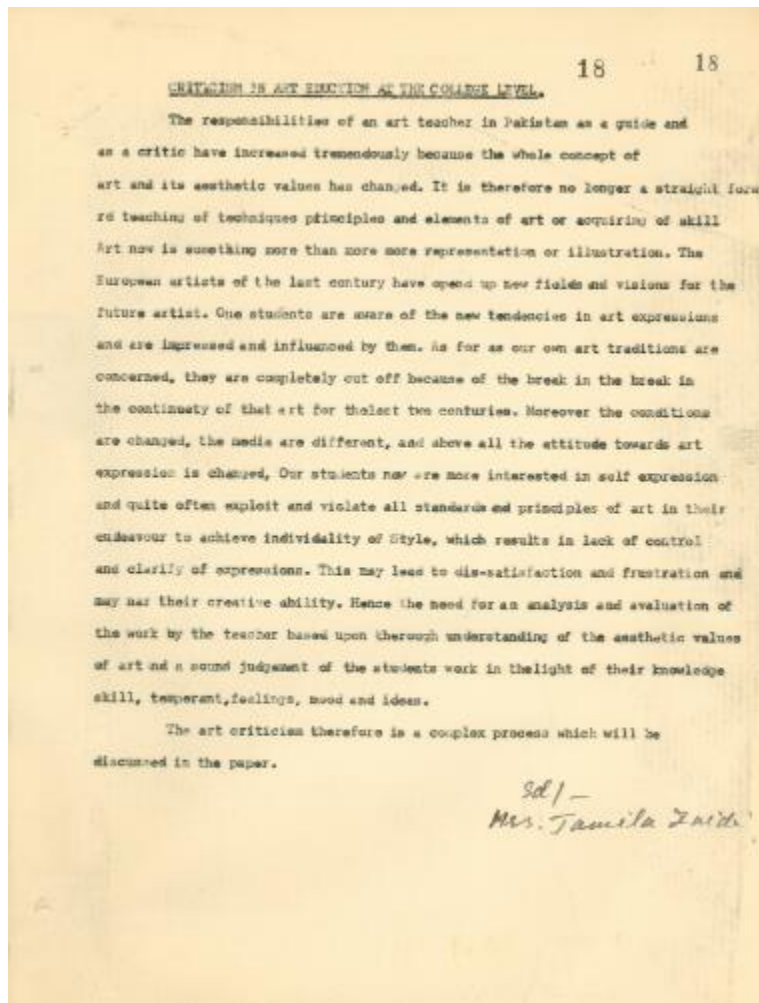 18 18
CRITICISM IN ART EDUCTION AT THE COLLEGE LEVEL.
The responsibilities of an art teacher in Pakistan as a guide and
as a critic have increased tremendously because the whole concept of
art and its aesthetic values has changed. It is therefore no longer a straight forw
rd teaching of techniques principles and elements of art or acquiring of skill
Art now is something more than more more representation or illustration. The
European artists of the last century have opend up new fields and visions for the
future artist. One students are aware of the new tendencies in art expressions
and are impressed and influenced by them. As for as our own art traditions are
concerned, they are completely cut off because of the break in the break in
the continuety of that art for thelast two centuries. Moreover the conditions
are changed, the media are different, and above all the attitude towards art
expression is changed, Our students now are more interested in self expression
and quite often exploit and violate all standards and principles of art in their
endeavour to achieve individality of Style, which results in lack of control
and clarify of expressions. This may lead to dis-satisfaction and frustration and
may mar their creative ability. Hence the need for an analysis and evaluation of
the work by the teacher based upon therough understanding of the aesthetic values
of art nd a sound judgement of the students work in thelight of their knowledge
skill, temperant, feelings, mood and ideas.
The art criticism therefore is a complex process which will be
discussed in the paper.
Sd/-
Mrs. Jamila Zaidi